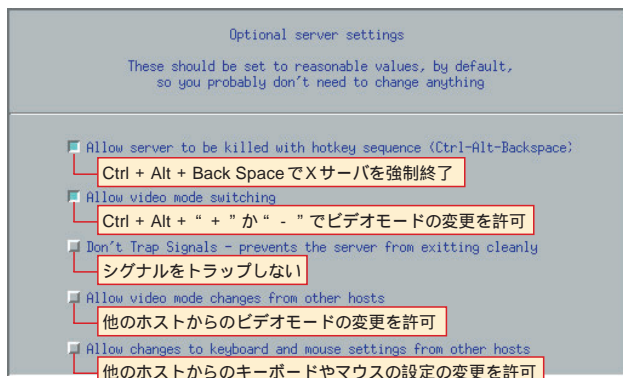 Optional server settings
These should be set to reasonable values, by default,
so you probably don't need to change anything
Allow server to be killed with hotkey sequence (Ctrl-Alt-Backspace)
Ctrl + Alt + Back SpaceでXサーバを強制終了
Allow video mode switching
Ctrl + Alt + “ + ”か“ - ”でビデオモードの変更を許可
Don't Trap Signals - prevents the server from exitting cleanly
シグナルをトラップしない
Allow video mode changes from other hosts
他のホストからのビデオモードの変更を許可
Allow changes to keyboard and mouse settings from other hosts
他のホストからのキーボードやマウスの設定の変更を許可